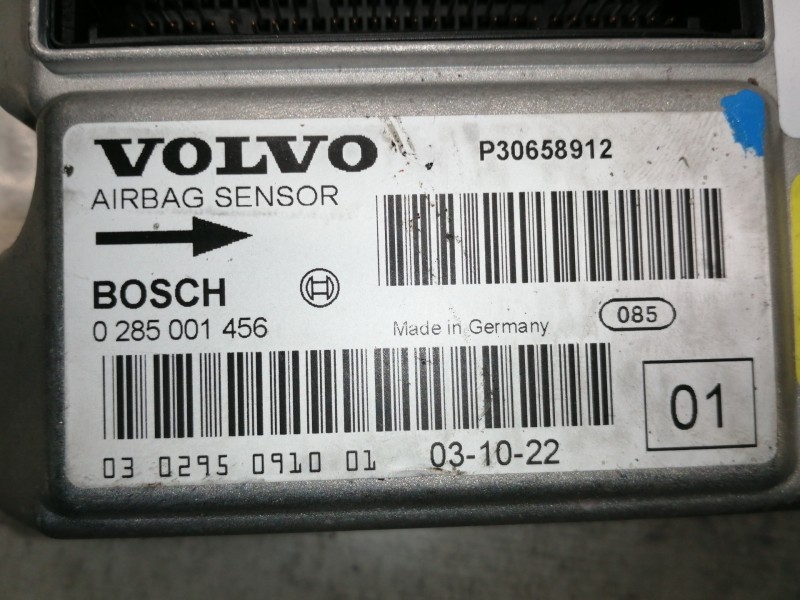 VOLVO P30658912
AIRBAG SENSOR
BOSCH
0 285 001 456 Made in Germany 085
01
03 0295 0910 01 03-10-22